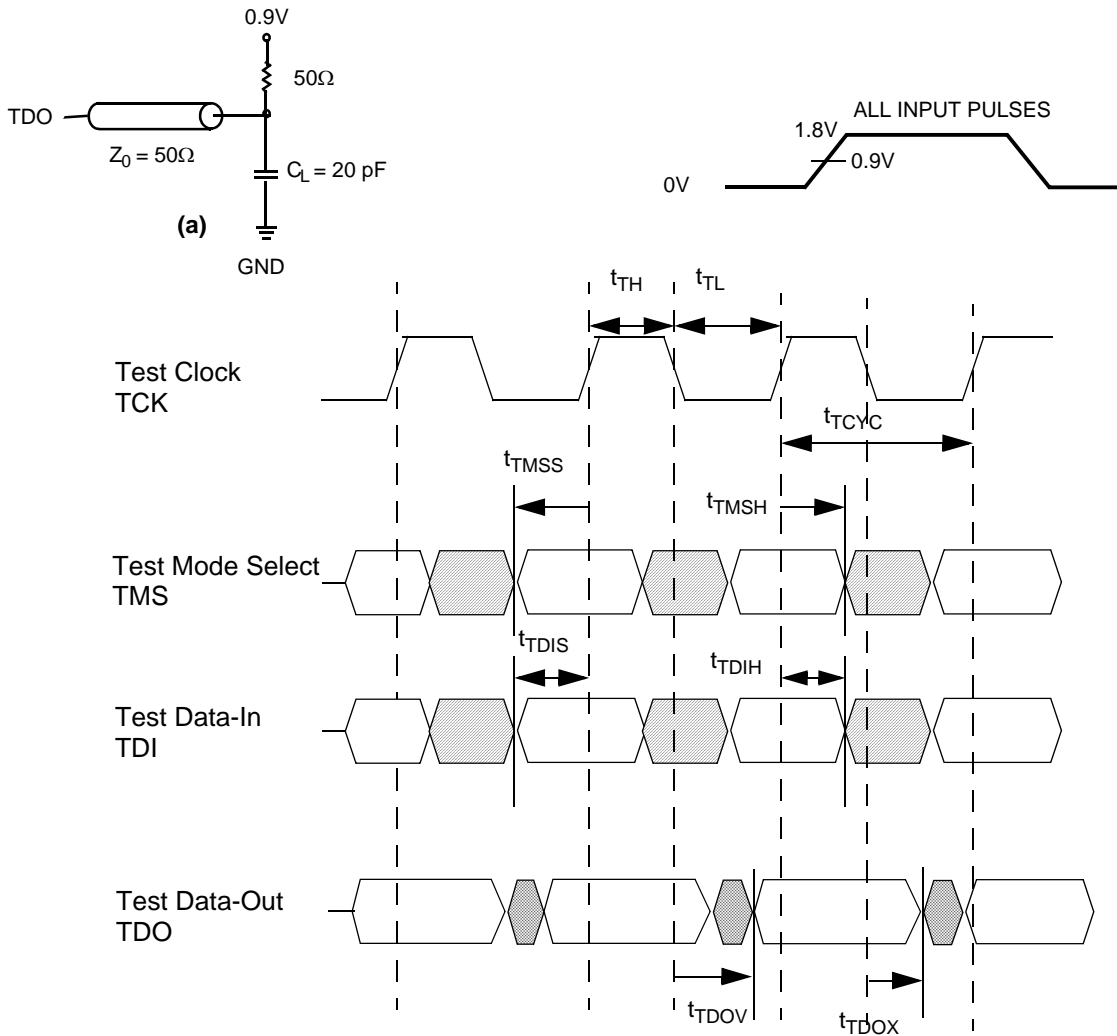 0.9V
50Ω
TDO
Z0 = 50Ω
CL = 20 pF
(a)
GND
ALL INPUT PULSES
1.8V
0.9V
0V
tTH
tTL
Test Clock
TCK
tTCYC
tTMSS
tTMSH
Test Mode Select
TMS
tTDIS
tTDIH
Test Data-In
TDI
Test Data-Out
TDO
tTDOV
tTDOX